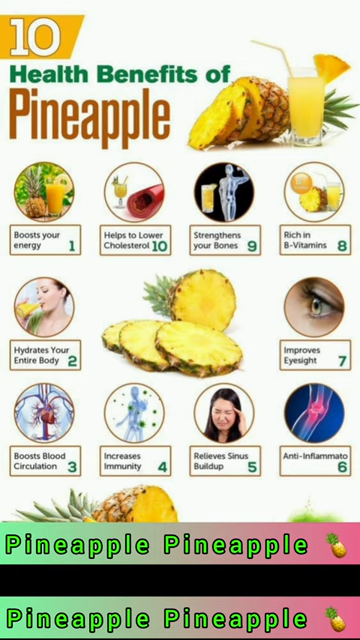 10
Health Benefits of
Pineapple
Boosts your
energy 1
Helps to Lower
Cholesterol 10
Strengthens
your Bones 9
Rich in
B-Vitamins 8
Hydrates Your
Entire Body 2
Improves
Eyesight 7
Boosts Blood
Circulation 3
Increases
Immunity 4
Relieves Sinus
Buildup 5
Anti-Inflammato
6
Pineapple Pineapple 🍍
Pineapple Pineapple 🍍